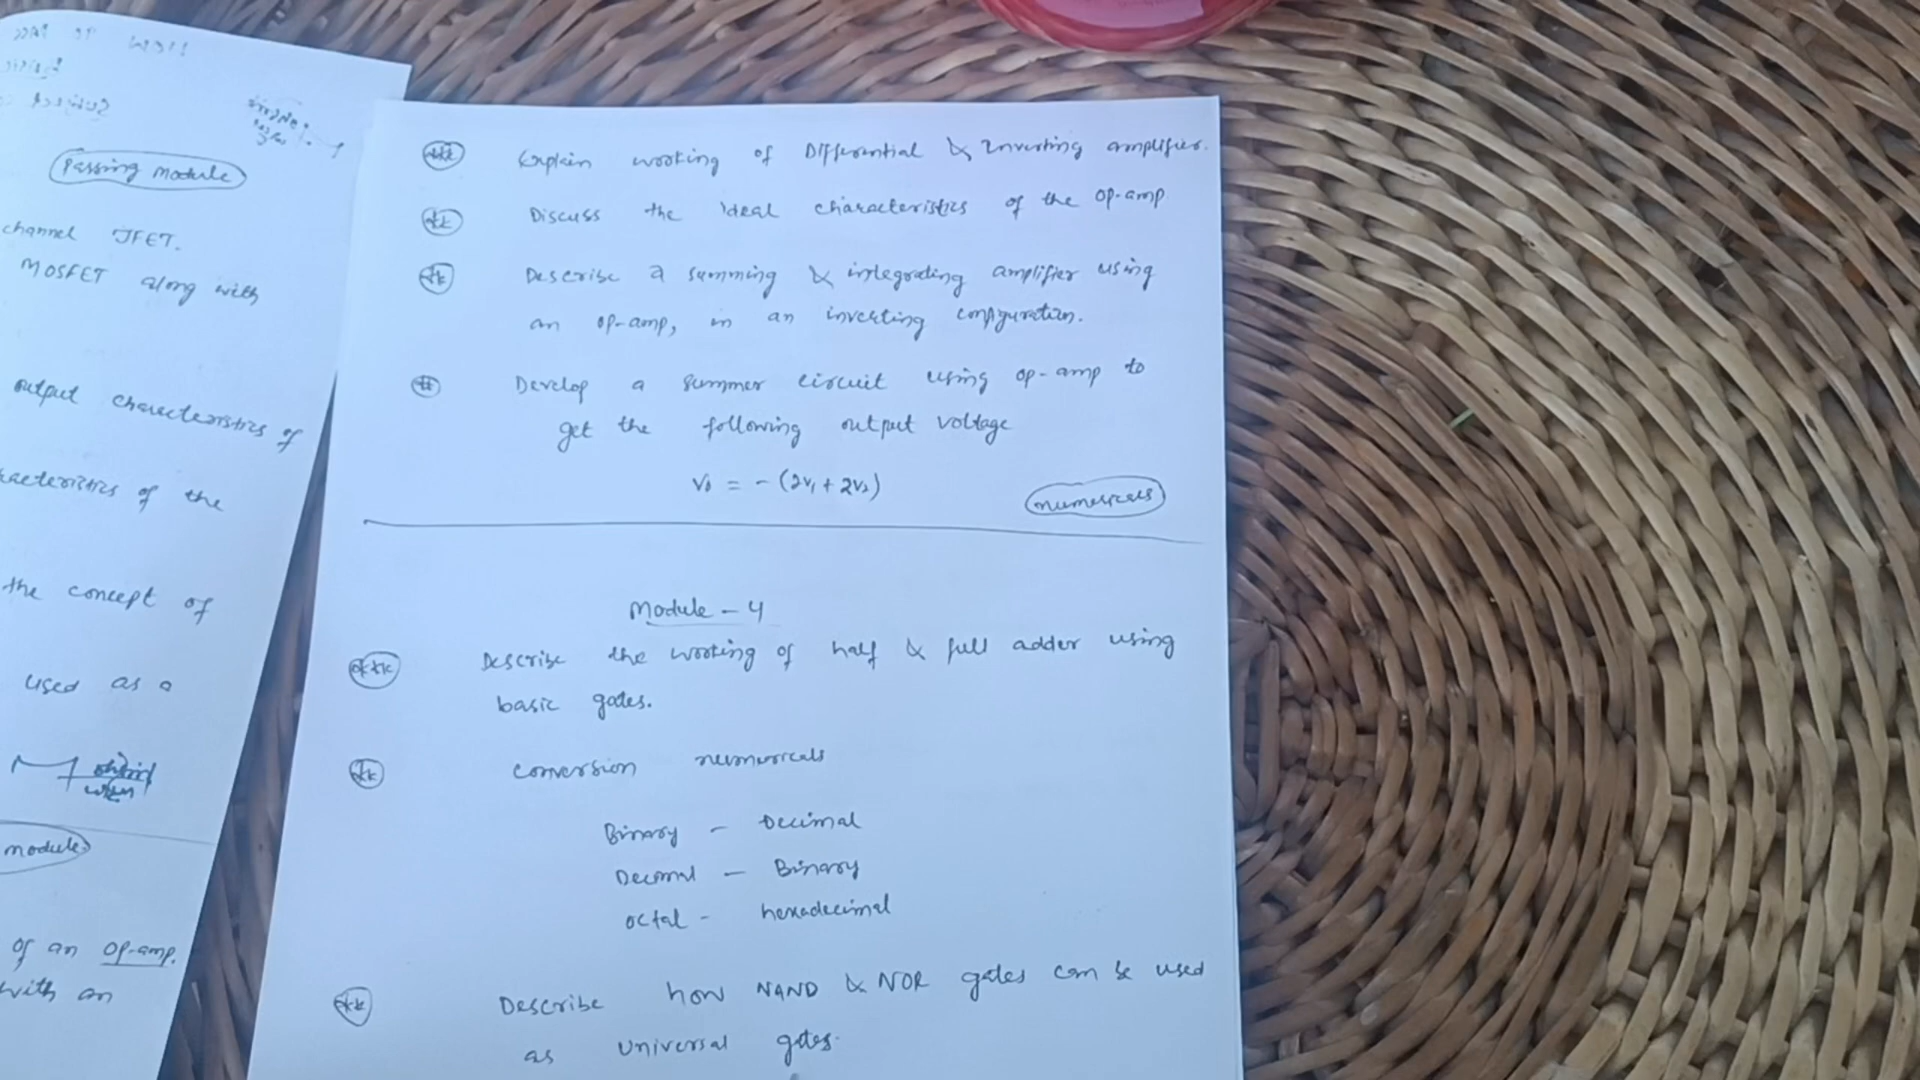 Passing module
channel JFET.
MOSFET along with
output characteristics of
the
of the
the concept of
used as a
module
of an op-amp.
with an
** Explain working of Differential & Inverting amplifier.
** Discuss the ideal characteristics of the op-amp
** Describe a summing & integrating amplifier using
an op-amp, in an inverting configuration.
* Develop a summer circuit using op-amp to
get the following output voltage
V0 = - (2V1 + 2V2)
numericals
Module - 4
*** Describe the working of half & full adder using
basic gates.
** conversion numericals
Binary - Decimal
Decimal - Binary
octal - hexadecimal
** Describe how NAND & NOR gates can be used
as universal gates.